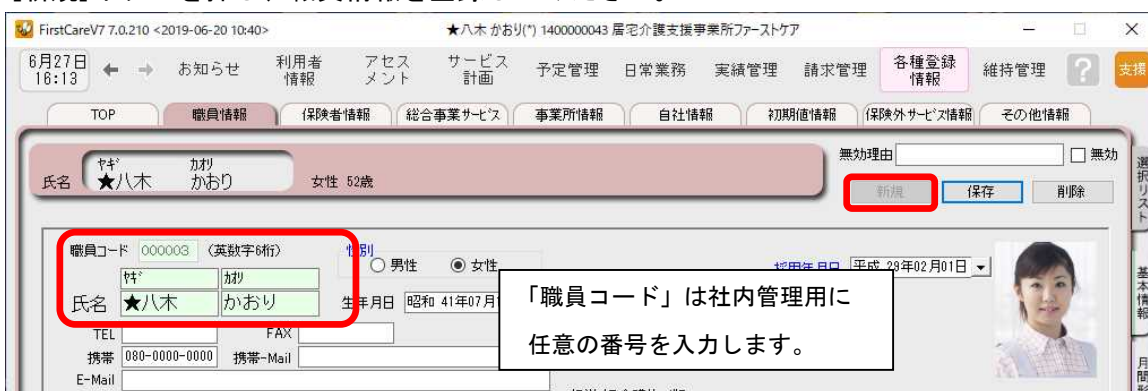 FirstCareV7 7.0.210 <2019-06-20 10:40>
★八木 かおり(*) 1400000043 居宅介護支援事業所ファーストケア
6月27日
16:13
お知らせ
利用者
情報
アセス
メント
サービス
計画
予定管理
日常業務
実績管理
請求管理
各種登録
情報
維持管理
?
支援
TOP
職員情報
保険者情報
総合事業サービス
事業所情報
自社情報
初期値情報
保険外サービス情報
その他情報
無効理由
無効
ヤギ カオリ
氏名 ★八木 かおり 女性 52歳
新規 保存 削除
選択リスト
職員コード 000003 (英数字6桁)
性別
男性 女性
平成 29年02月01日
ヤギ カオリ
氏名 ★八木 かおり
生年月日 昭和 41年07月
TEL FAX
携帯 080-0000-0000 携帯-Mail
E-Mail
「職員コード」は社内管理用に
任意の番号を入力します。
基本情報
月間